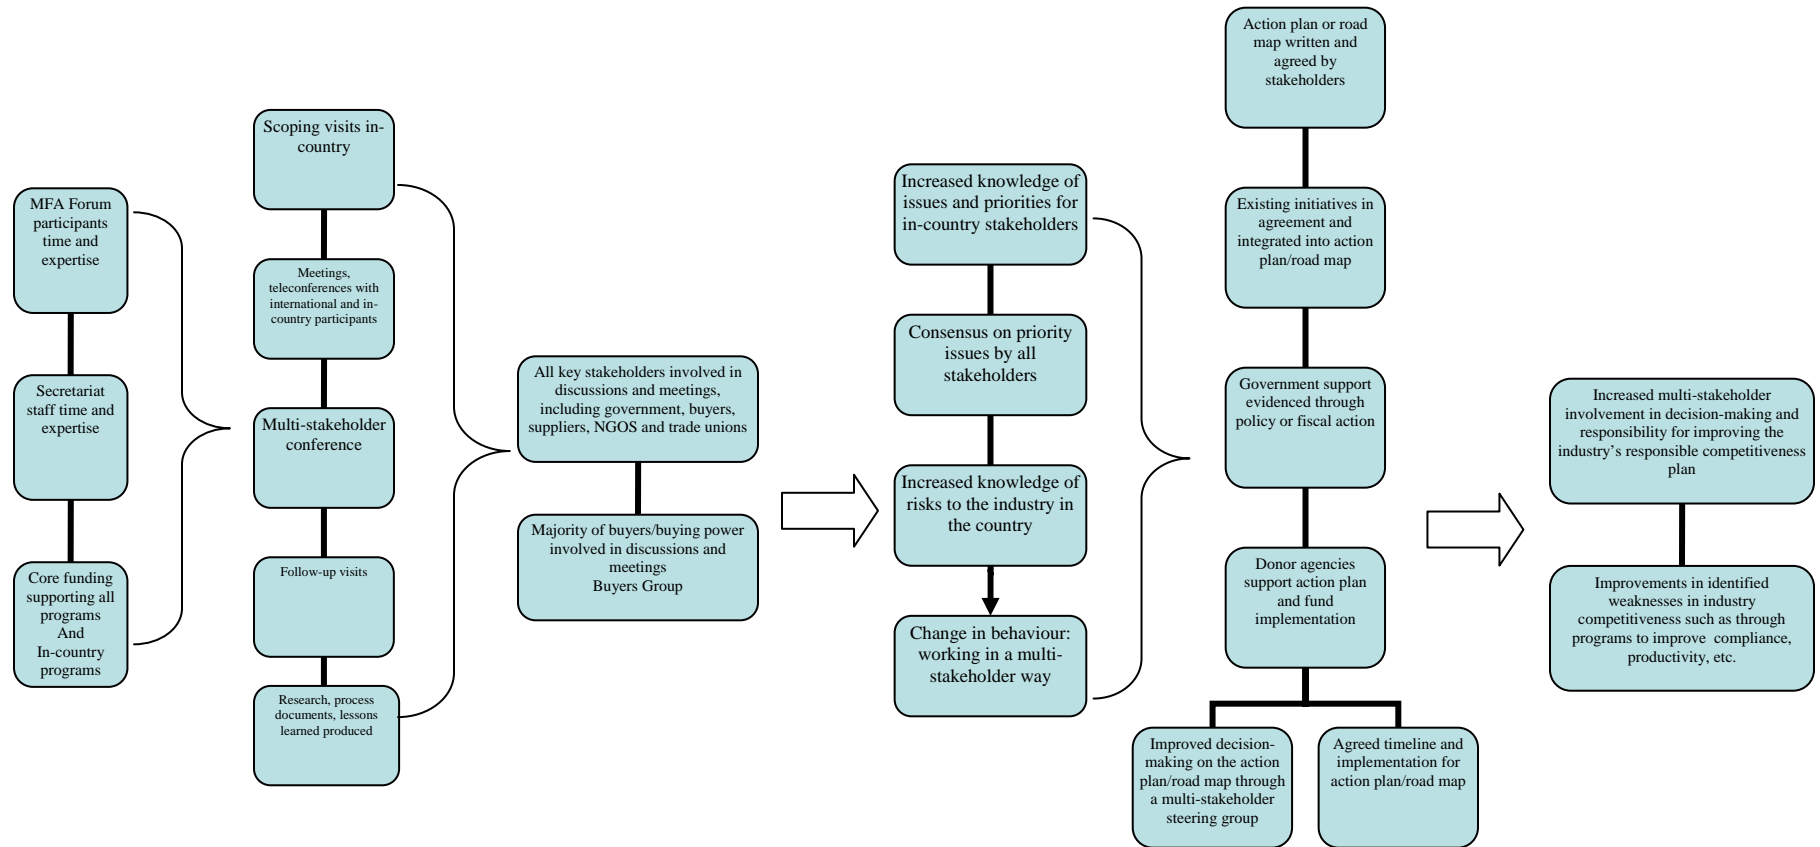 MFA Forum
participants
time and
expertise
Secretariat
staff time and
expertise
Core funding
supporting all
programs
And
In-country
programs
Scoping visits in-
country
Meetings,
teleconferences with
international and in-
country participants
Multi-stakeholder
conference
Follow-up visits
Research, process
documents, lessons
learned produced
All key stakeholders involved in
discussions and meetings,
including government, buyers,
suppliers, NGOS and trade unions
Majority of buyers/buying power
involved in discussions and
meetings
Buyers Group
Increased knowledge of
issues and priorities for
in-country stakeholders
Consensus on priority
issues by all
stakeholders
Increased knowledge of
risks to the industry in
the country
Change in behaviour:
working in a multi-
stakeholder way
Action plan or road
map written and
agreed by
stakeholders
Existing initiatives in
agreement and
integrated into action
plan/road map
Government support
evidenced through
policy or fiscal action
Donor agencies
support action plan
and fund
implementation
Improved decision-
making on the action
plan/road map through
a multi-stakeholder
steering group
Agreed timeline and
implementation for
action plan/road map
Increased multi-stakeholder
involvement in decision-making and
responsibility for improving the
industry’s responsible competitiveness
plan
Improvements in identified
weaknesses in industry
competitiveness such as through
programs to improve  compliance,
productivity, etc.